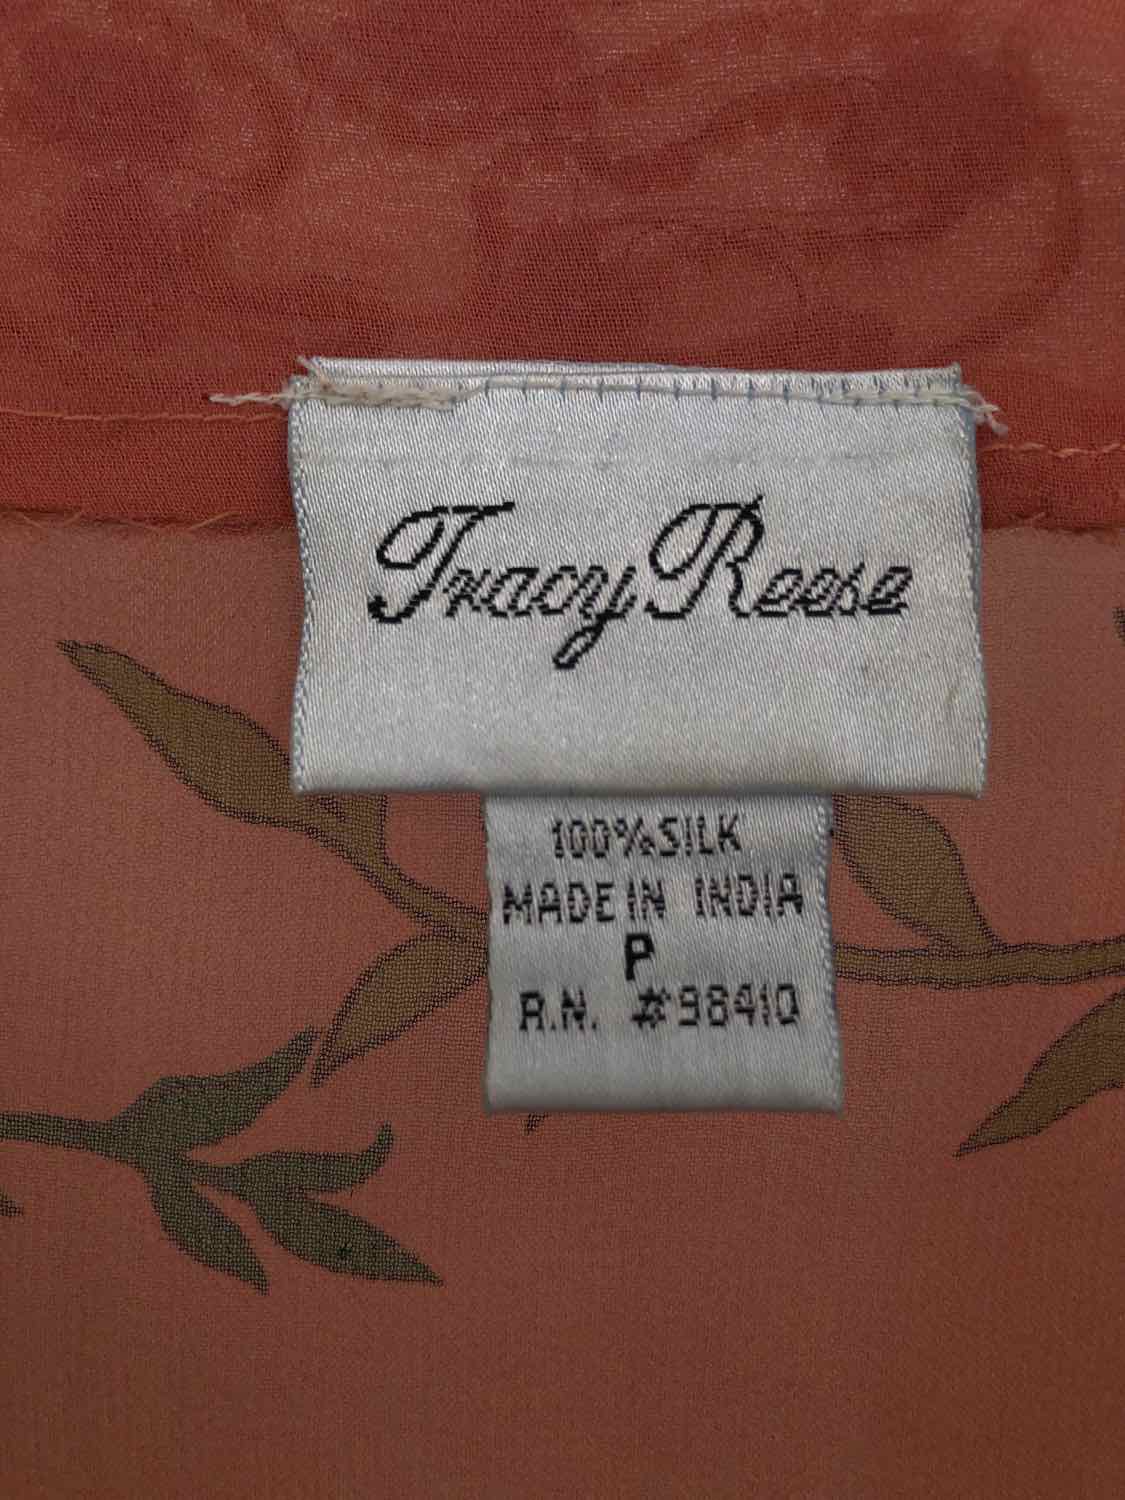 Tracy Reese
100% SILK
MADE IN INDIA
P
R.N. #98410